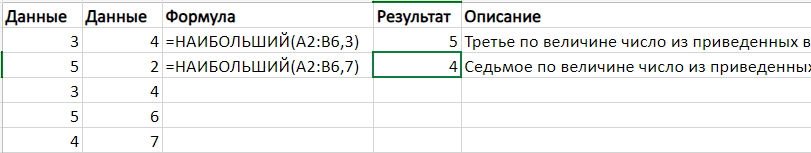 Данные Данные Формула Результат Описание
3 4 =НАИБОЛЬШИЙ(A2:B6,3) 5 Третье по величине число из приведенных в
5 2 =НАИБОЛЬШИЙ(A2:B6,7) 4 Седьмое по величине число из приведенных
3 4
5 6
4 7